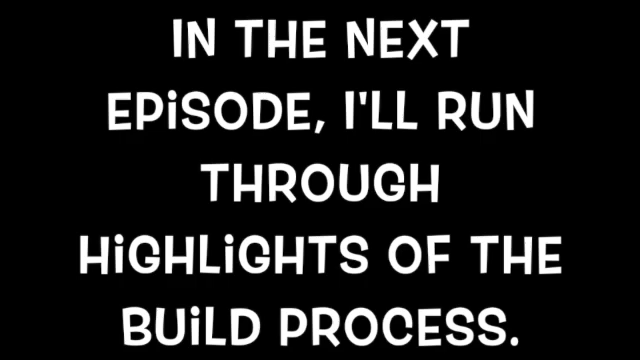 IN THE NEXT
EPiSODE, I'LL RUN
THROUGH
HiGHLiGHTS OF THE
BUiLD PROCESS.